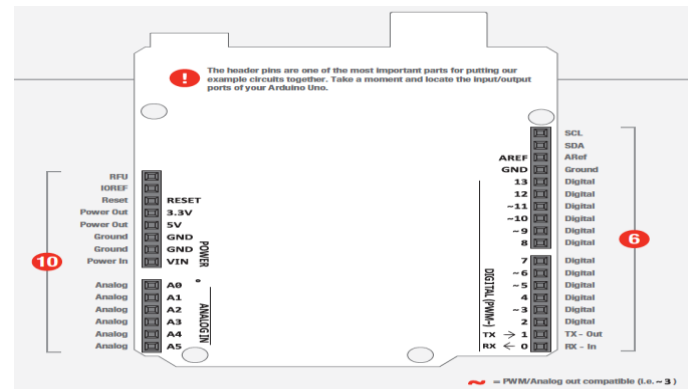 ! The header pins are one of the most important parts for putting our
example circuits together. Take a moment and locate the input/output
ports of your Arduino Uno.
SCL
SDA
AREF ARef
GND Ground
13 Digital
12 Digital
~11 Digital
~10 Digital
~9 Digital
8 Digital
7 Digital
~6 Digital
~5 Digital
4 Digital
~3 Digital
2 Digital
TX → 1 TX - Out
RX ← 0 RX - In
DIGITAL (PWM~)
6
RFU
IOREF
Reset RESET
Power Out 3.3V
Power Out 5V
Ground GND
Ground GND
Power In VIN
POWER
Analog A0
Analog A1
Analog A2
Analog A3
Analog A4
Analog A5
ANALOG IN
10
~ = PWM/Analog out compatible (i.e. ~3 )